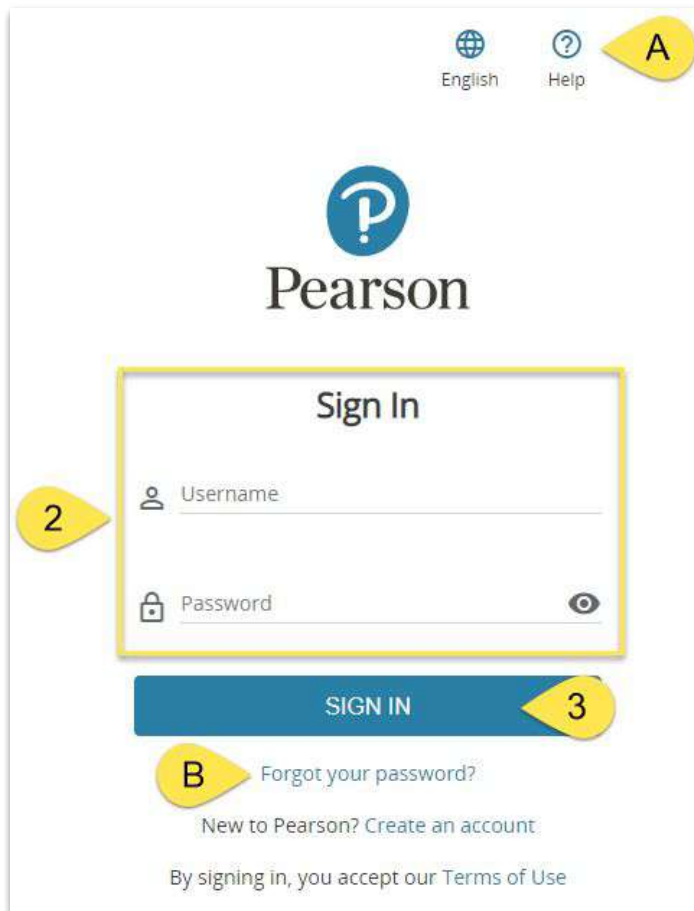 A
English Help
Pearson
Sign In
2 Username
Password
SIGN IN 3
B Forgot your password?
New to Pearson? Create an account
By signing in, you accept our Terms of Use